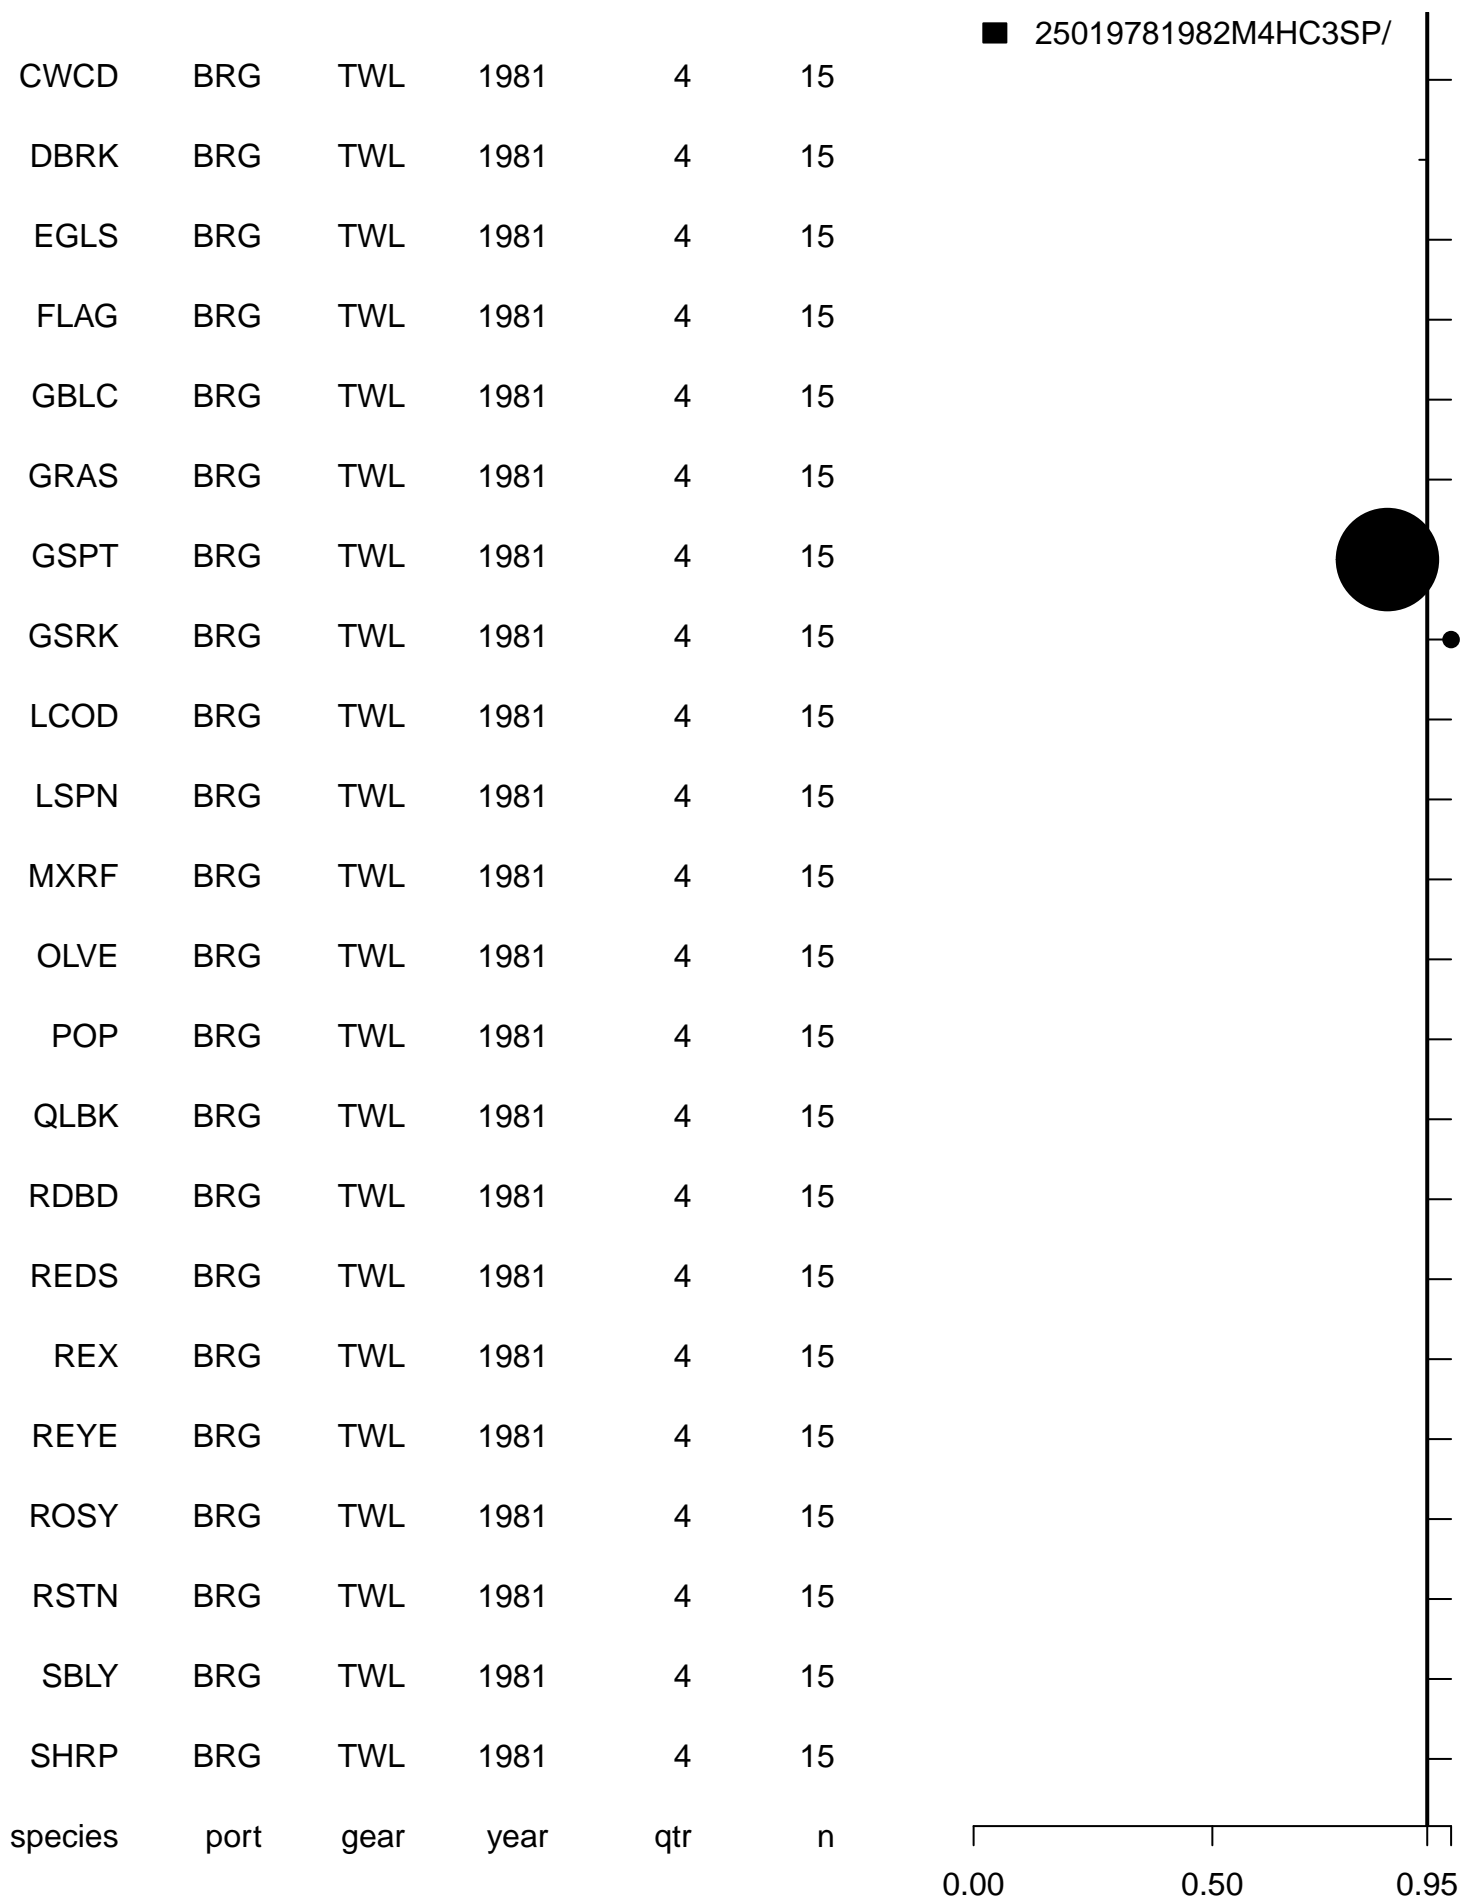 25019781982M4HC3SP/
CWCD BRG TWL 1981 4 15
DBRK BRG TWL 1981 4 15
EGLS BRG TWL 1981 4 15
FLAG BRG TWL 1981 4 15
GBLC BRG TWL 1981 4 15
GRAS BRG TWL 1981 4 15
GSPT BRG TWL 1981 4 15
GSRK BRG TWL 1981 4 15
LCOD BRG TWL 1981 4 15
LSPN BRG TWL 1981 4 15
MXRF BRG TWL 1981 4 15
OLVE BRG TWL 1981 4 15
POP BRG TWL 1981 4 15
QLBK BRG TWL 1981 4 15
RDBD BRG TWL 1981 4 15
REDS BRG TWL 1981 4 15
REX BRG TWL 1981 4 15
REYE BRG TWL 1981 4 15
ROSY BRG TWL 1981 4 15
RSTN BRG TWL 1981 4 15
SBLY BRG TWL 1981 4 15
SHRP BRG TWL 1981 4 15
species port gear year qtr n
0.00 0.50 0.95